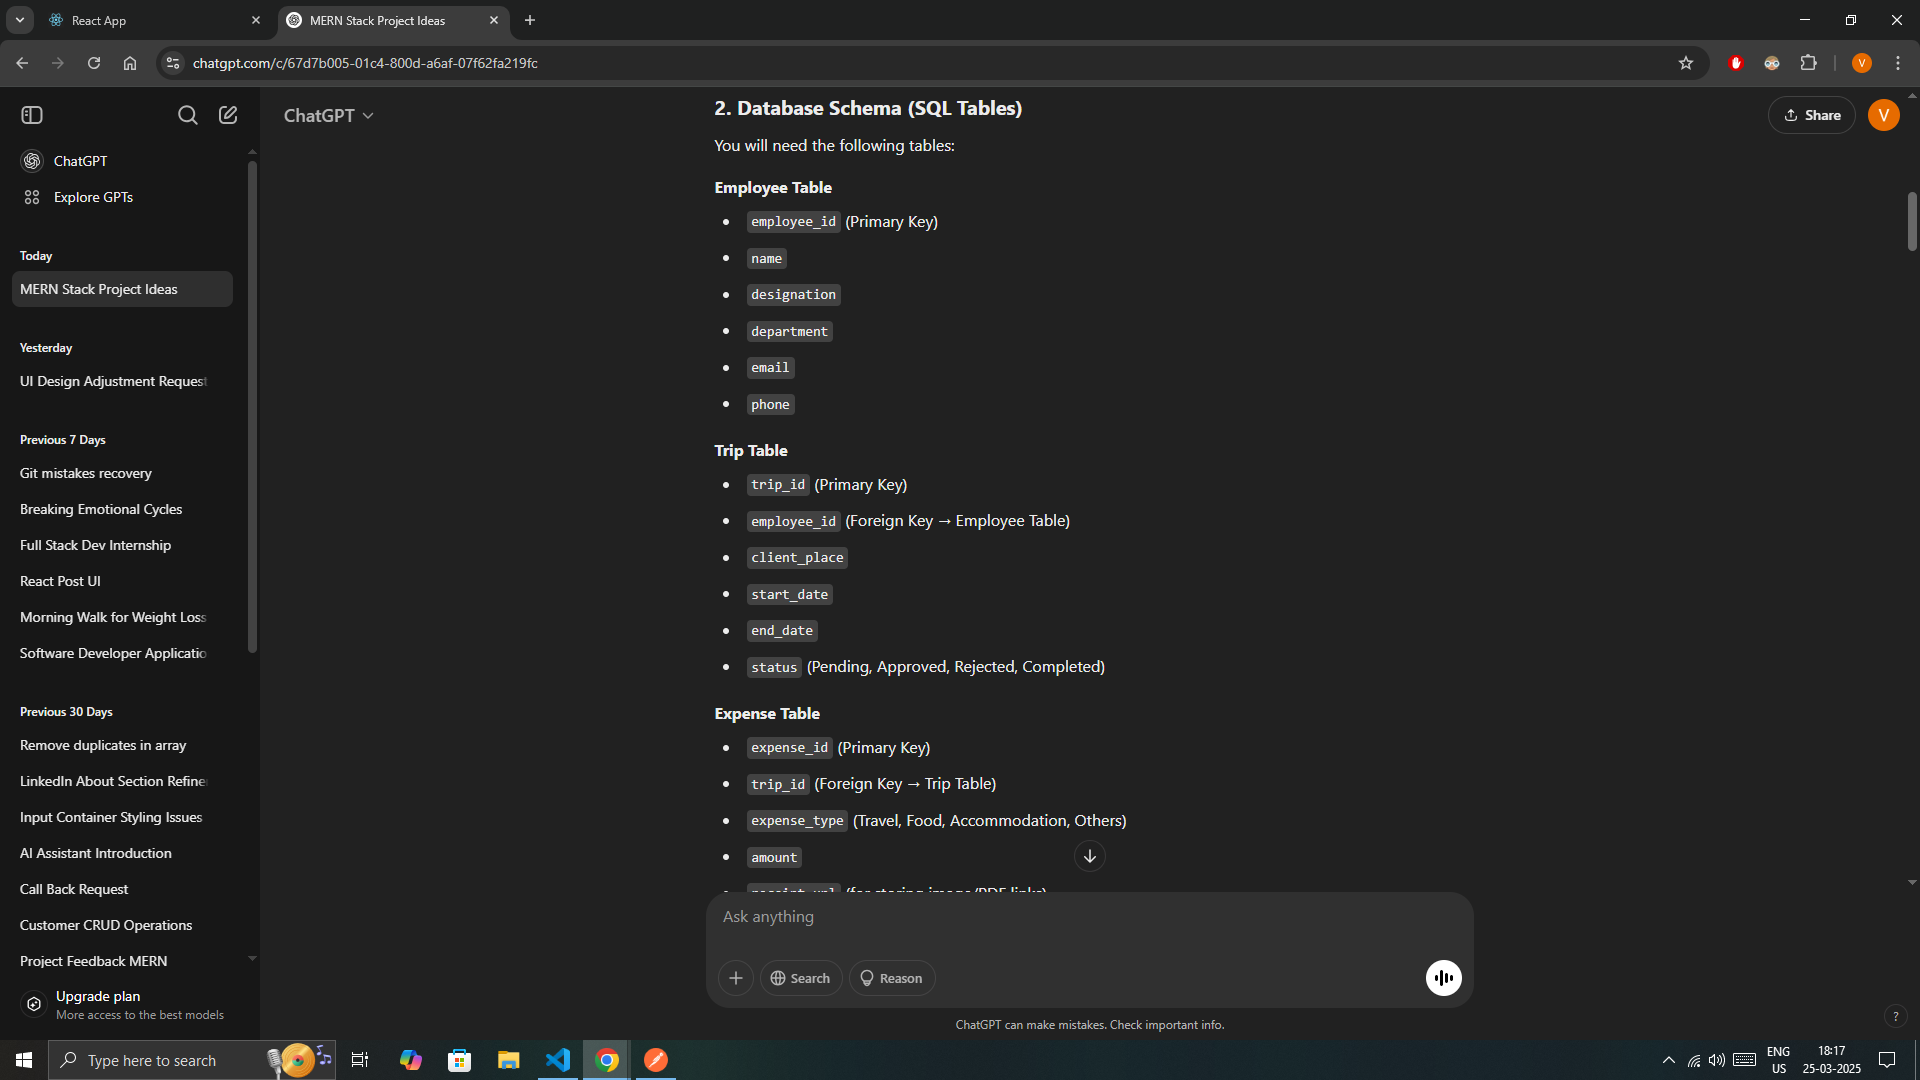 React App
MERN Stack Project Ideas
chatgpt.com/c/67d7b005-01c4-800d-a6af-07f62fa219fc
V
ChatGPT
Share
V
ChatGPT
Explore GPTs
Today
MERN Stack Project Ideas
Yesterday
UI Design Adjustment Request
Previous 7 Days
Git mistakes recovery
Breaking Emotional Cycles
Full Stack Dev Internship
React Post UI
Morning Walk for Weight Loss
Software Developer Applicatio
Previous 30 Days
Remove duplicates in array
LinkedIn About Section Refine
Input Container Styling Issues
AI Assistant Introduction
Call Back Request
Customer CRUD Operations
Project Feedback MERN
Upgrade plan
More access to the best models
2. Database Schema (SQL Tables)
You will need the following tables:
Employee Table
• employee_id (Primary Key)
• name
• designation
• department
• email
• phone
Trip Table
• trip_id (Primary Key)
• employee_id (Foreign Key → Employee Table)
• client_place
• start_date
• end_date
• status (Pending, Approved, Rejected, Completed)
Expense Table
• expense_id (Primary Key)
• trip_id (Foreign Key → Trip Table)
• expense_type (Travel, Food, Accommodation, Others)
• amount
• receipt_url (for storing image/PDF links)
Ask anything
Search
Reason
ChatGPT can make mistakes. Check important info.
?
Type here to search
ENG
US
18:17
25-03-2025